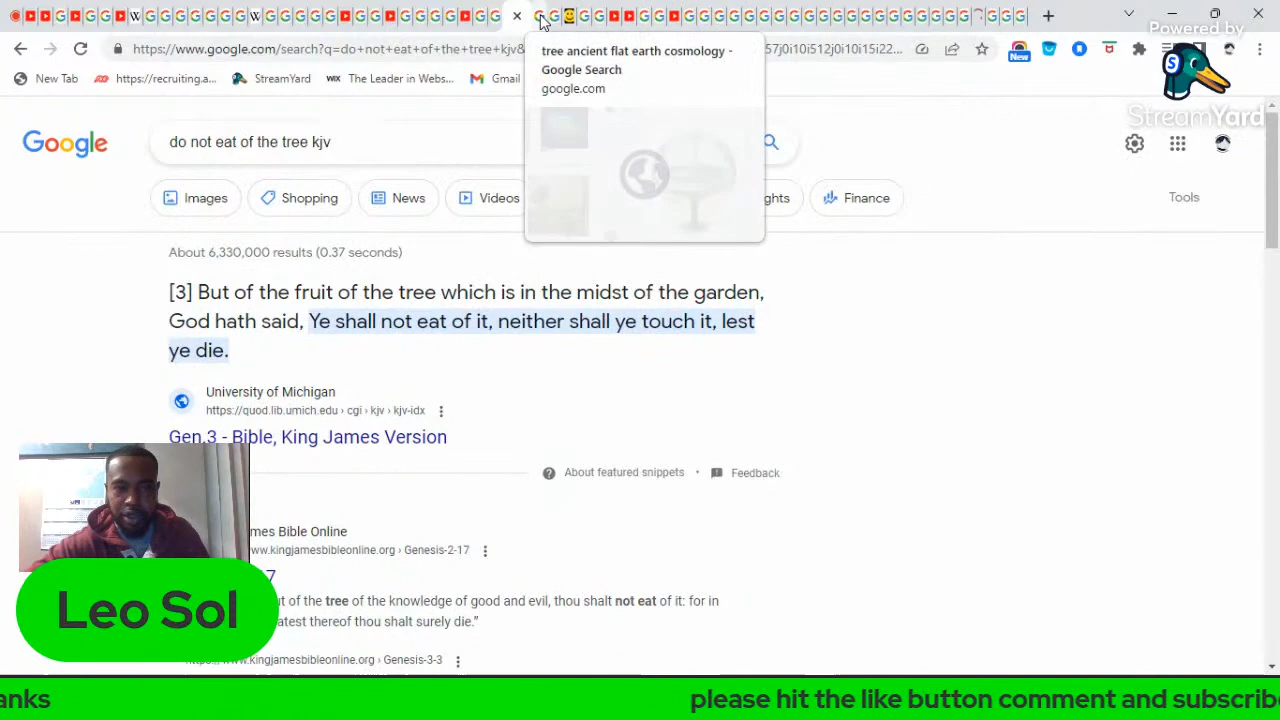 Powered by
StreamYard
https://www.google.com/search?q=do+not+eat+of+the+tree+kjv&
57j0i10i512j0i10i15i22...
New
New Tab
https://recruiting.a...
StreamYard
WIX
The Leader in Webs...
Gmail
tree ancient flat earth cosmology -
Google Search
google.com
Google
do not eat of the tree kjv
Images
Shopping
News
Videos
Finance
Tools
About 6,330,000 results (0.37 seconds)
[3] But of the fruit of the tree which is in the midst of the garden,
God hath said, Ye shall not eat of it, neither shall ye touch it, lest
ye die.
University of Michigan
https://quod.lib.umich.edu › cgi › kjv › kjv-idx
Gen.3 - Bible, King James Version
About featured snippets
•
Feedback
mes Bible Online
ww.kingjamesbibleonline.org › Genesis-2-17
7
ut of the tree of the knowledge of good and evil, thou shalt not eat of it: for in
atest thereof thou shalt surely die.”
www.kingjamesbibleonline.org › Genesis-3-3
Leo Sol
anks
please hit the like button comment and subscribe